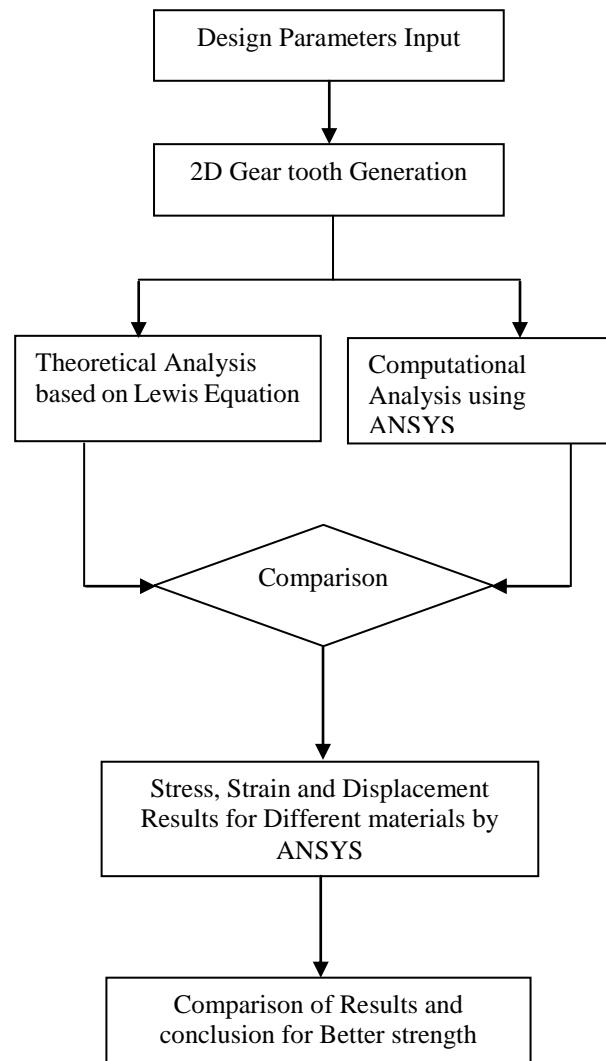 Design Parameters Input
2D Gear tooth Generation
Theoretical Analysis
based on Lewis Equation
Computational
Analysis using
ANSYS
Comparison
Stress, Strain and Displacement
Results for Different materials by
ANSYS
Comparison of Results and
conclusion for Better strength